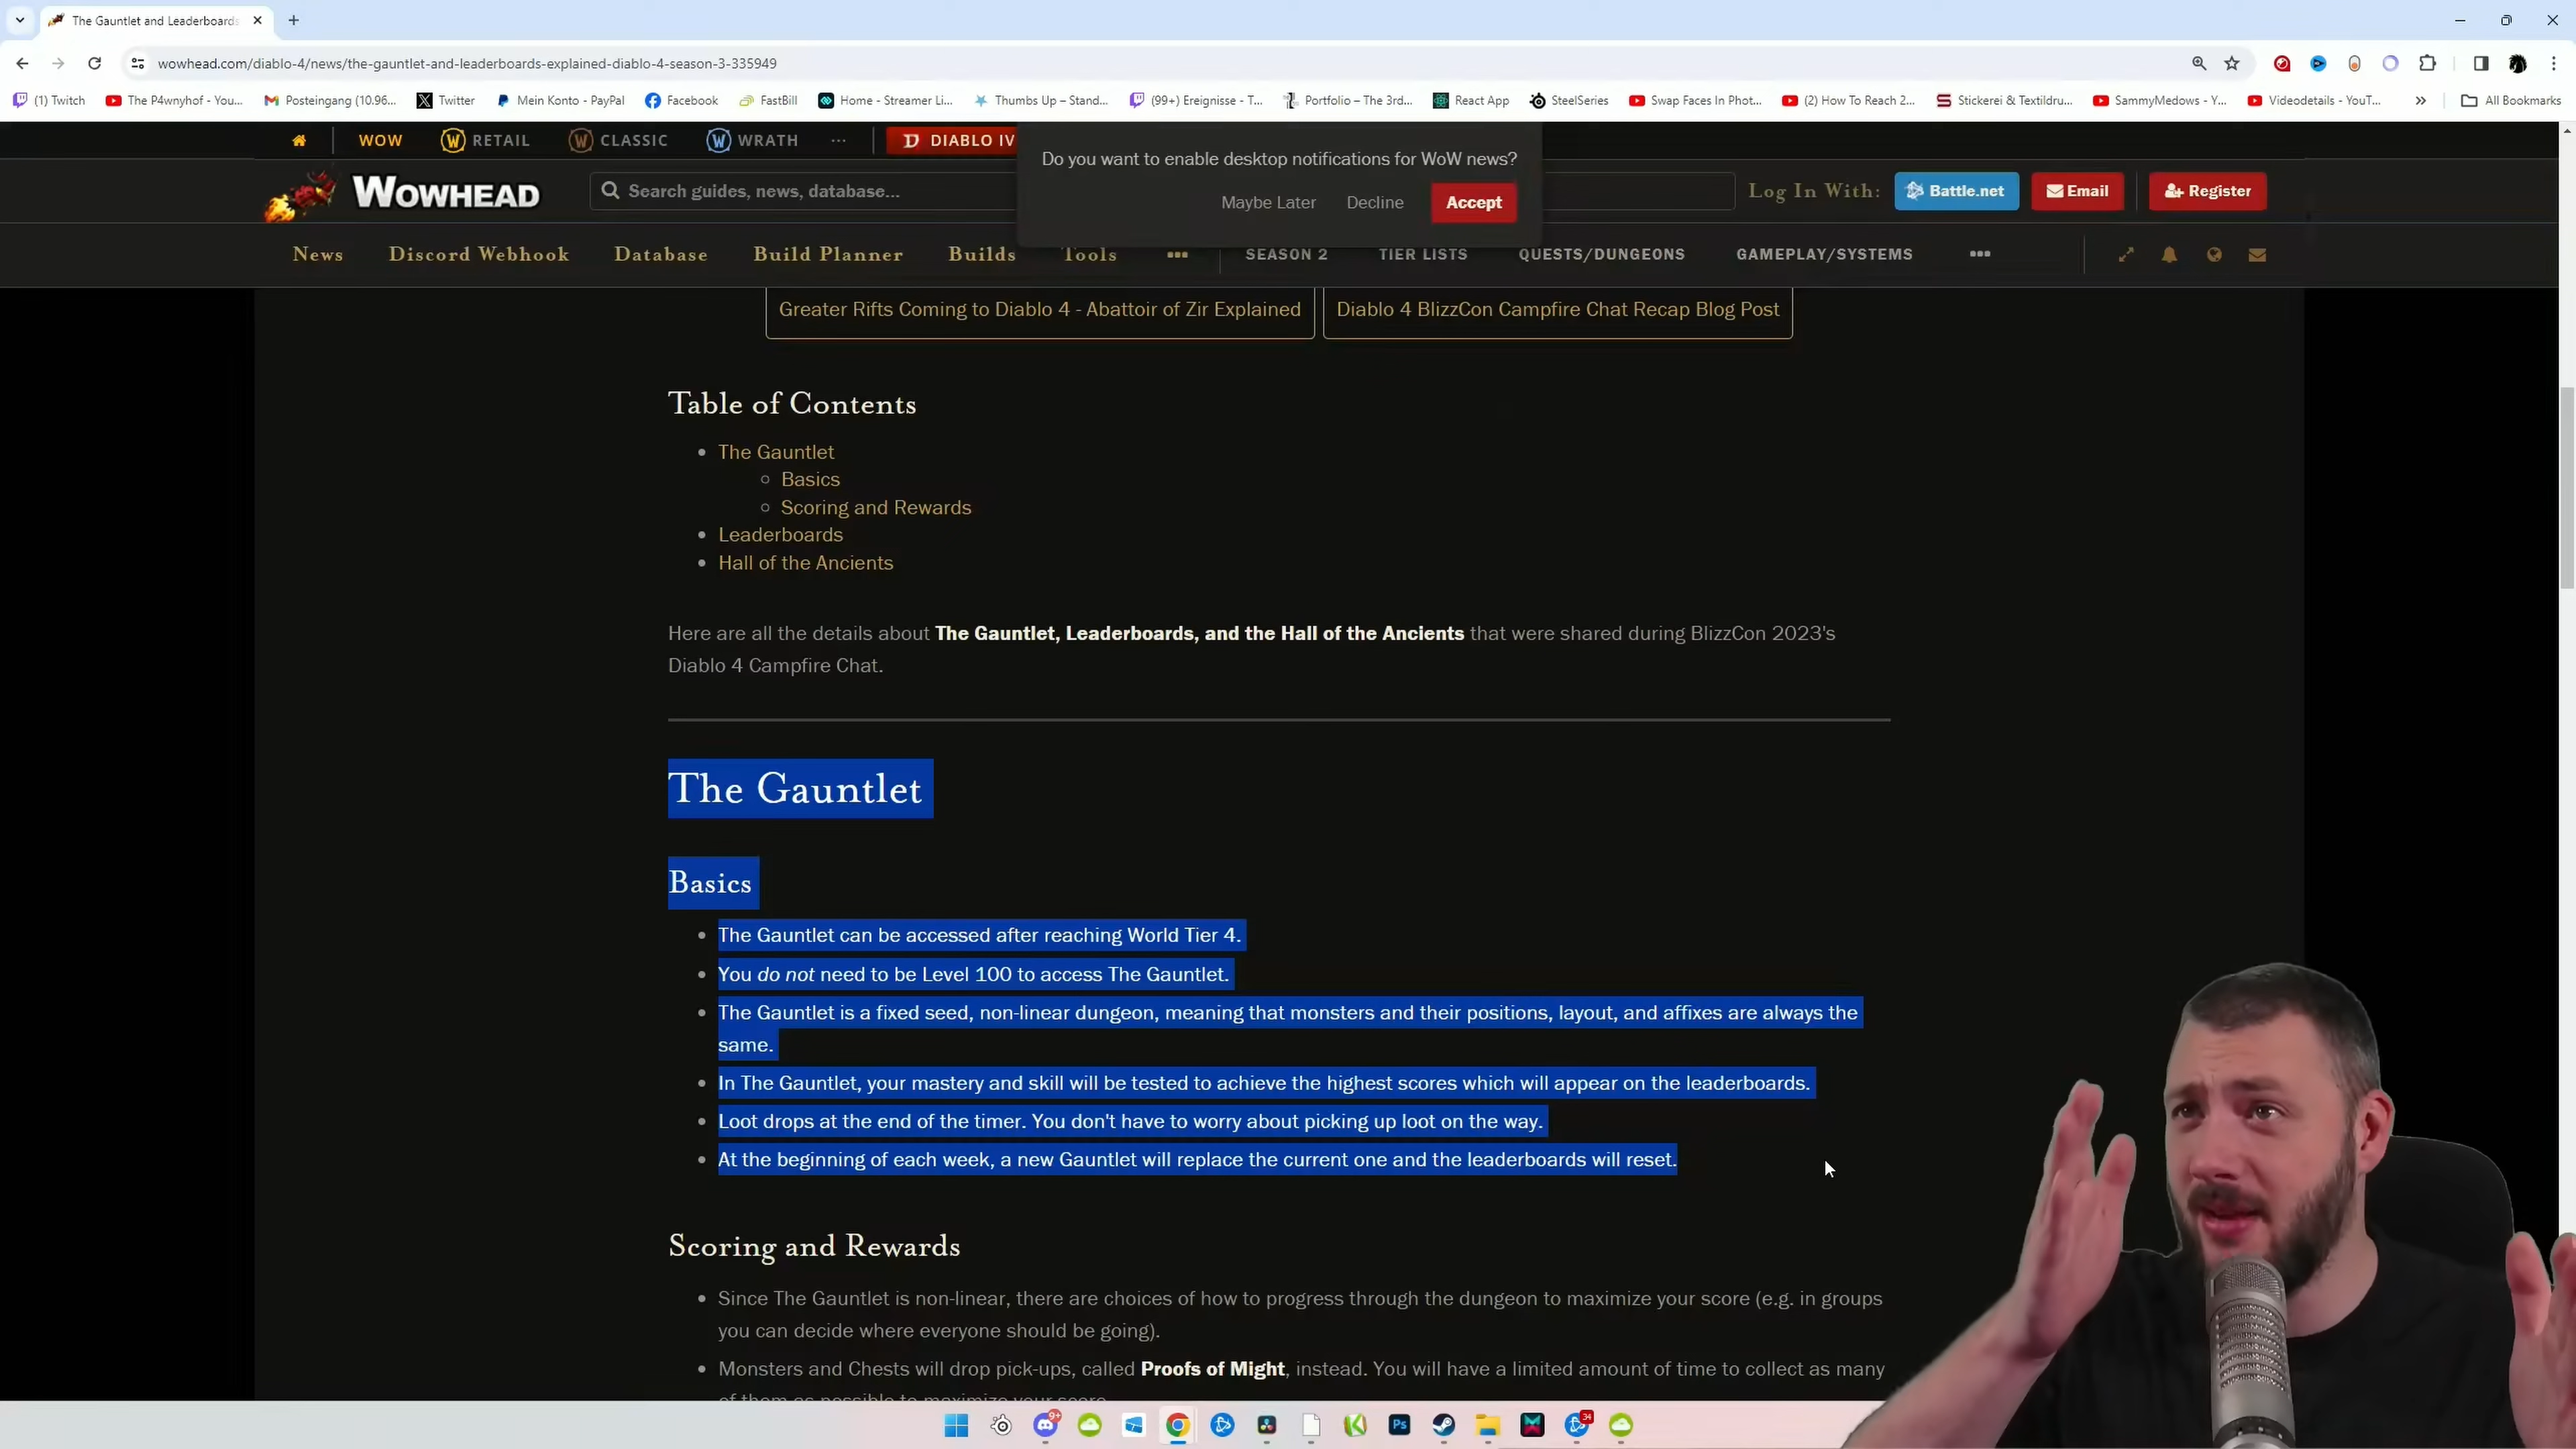 The Gauntlet and Leaderboards
wowhead.com/diablo-4/news/the-gauntlet-and-leaderboards-explained-diablo-4-season-3-335949
(1) Twitch
The P4wnyhof - You...
Posteingang (10.96...
Twitter
Mein Konto - PayPal
Facebook
FastBill
Home - Streamer Li...
Thumbs Up – Stand...
(99+) Ereignisse - T...
Portfolio – The 3rd...
React App
SteelSeries
Swap Faces In Phot...
(2) How To Reach 2...
Stickerei & Textildru...
SammyMedows - Y...
Videodetails - YouT...
All Bookmarks
WOW
RETAIL
CLASSIC
WRATH
DIABLO IV
Do you want to enable desktop notifications for WoW news?
Maybe Later
Decline
Accept
WOWHEAD
Search guides, news, database...
Log In With:
Battle.net
Email
Register
News
Discord Webhook
Database
Build Planner
Builds
Tools
SEASON 2
TIER LISTS
QUESTS/DUNGEONS
GAMEPLAY/SYSTEMS
Greater Rifts Coming to Diablo 4 - Abattoir of Zir Explained
Diablo 4 BlizzCon Campfire Chat Recap Blog Post
Table of Contents
The Gauntlet
Basics
Scoring and Rewards
Leaderboards
Hall of the Ancients
Here are all the details about The Gauntlet, Leaderboards, and the Hall of the Ancients that were shared during BlizzCon 2023's
Diablo 4 Campfire Chat.
The Gauntlet
Basics
The Gauntlet can be accessed after reaching World Tier 4.
You do not need to be Level 100 to access The Gauntlet.
The Gauntlet is a fixed seed, non-linear dungeon, meaning that monsters and their positions, layout, and affixes are always the
same.
In The Gauntlet, your mastery and skill will be tested to achieve the highest scores which will appear on the leaderboards.
Loot drops at the end of the timer. You don't have to worry about picking up loot on the way.
At the beginning of each week, a new Gauntlet will replace the current one and the leaderboards will reset.
Scoring and Rewards
Since The Gauntlet is non-linear, there are choices of how to progress through the dungeon to maximize your score (e.g. in groups
you can decide where everyone should be going).
Monsters and Chests will drop pick-ups, called Proofs of Might, instead. You will have a limited amount of time to collect as many
of them as possible to maximize your score.
9+
Ps
34